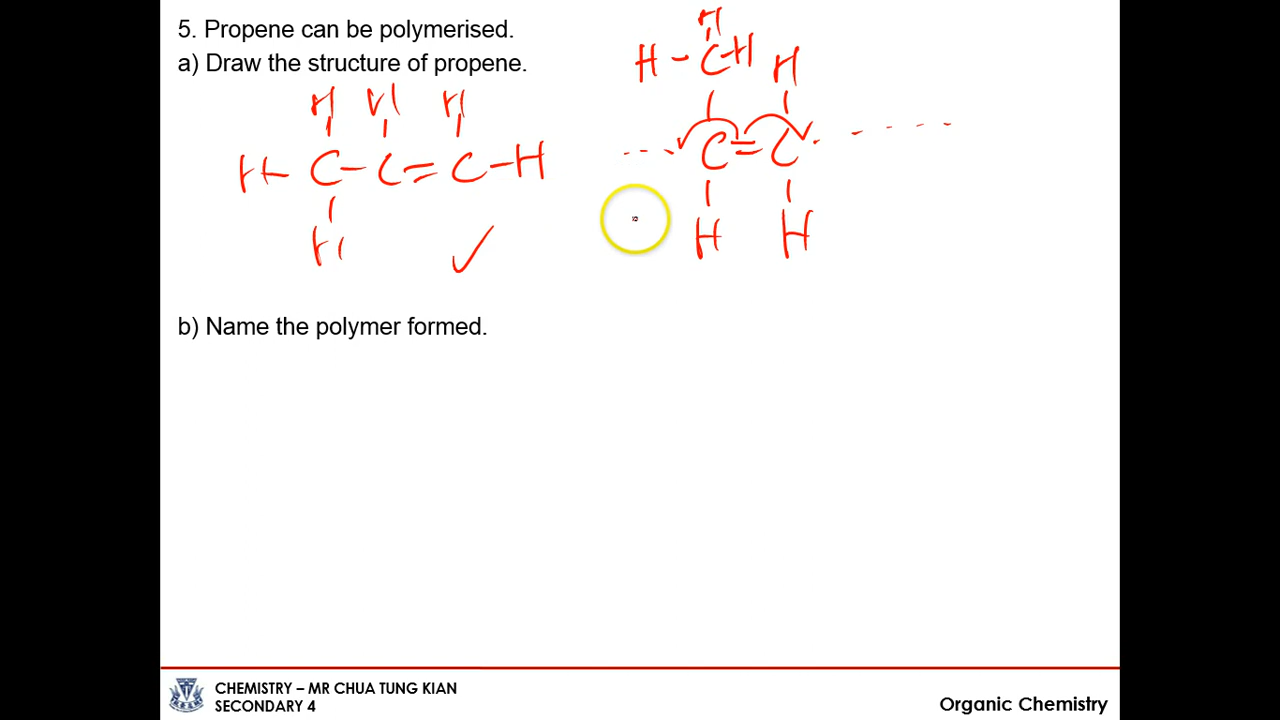 5. Propene can be polymerised.
a) Draw the structure of propene.
H H H
H - C - C = C - H
H
H
H - C H H
C = C
H H
b) Name the polymer formed.
CHEMISTRY – MR CHUA TUNG KIAN
SECONDARY 4
Organic Chemistry